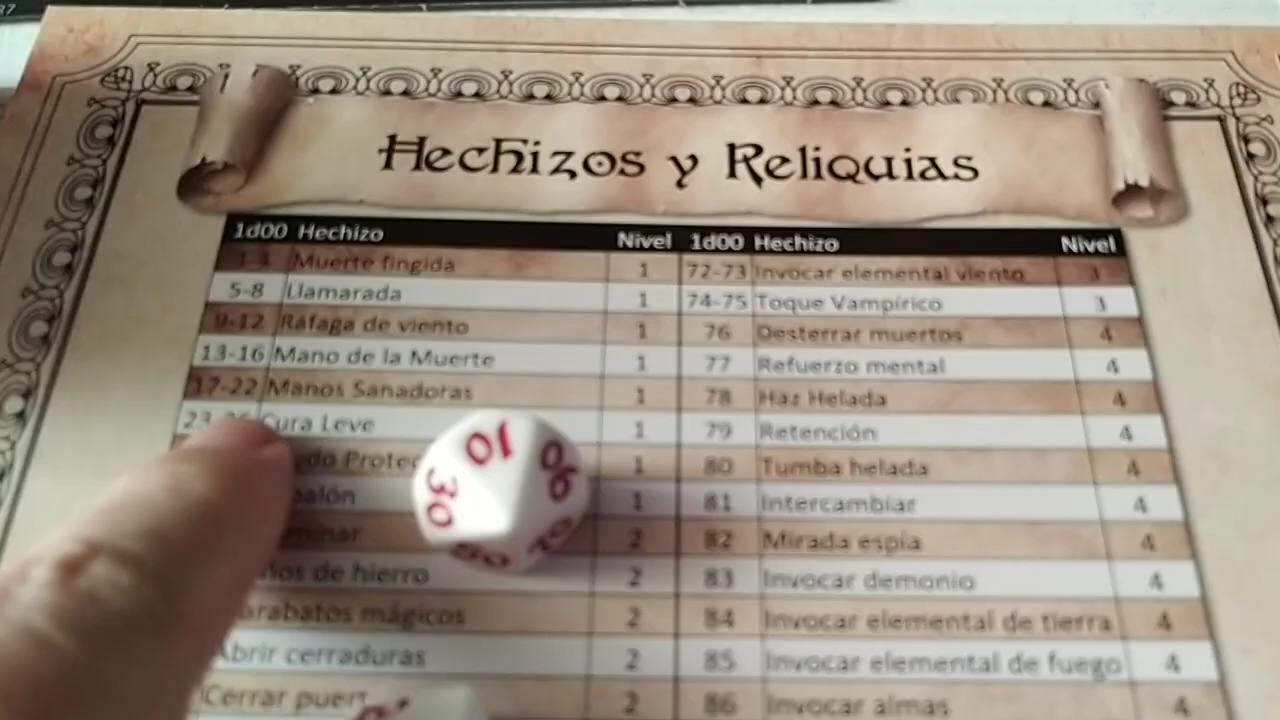 Hechizos y Reliquias
1d00 Hechizo Nivel 1d00 Hechizo Nivel
Muerte fingida 1 72-73 Invocar elemental viento 3
5-8 Llamarada 1 74-75 Toque Vampírico 3
9-12 Ráfaga de viento 1 76 Desterrar muertos 4
13-16 Mano de la Muerte 1 77 Refuerzo mental 4
17-22 Manos Sanadoras 1 78 Haz Helada 4
Cura Leve 1 79 Retención 4
1 80 Tumba helada 4
1 81 Intercambiar 4
2 82 Mirada espía 4
de hierro 2 83 Invocar demonio 4
mágicos 2 84 Invocar elemental de tierra 4
Abrir cerraduras 2 85 Invocar elemental de fuego 4
Cerrar 2 86 Invocar almas 4
10
30
90
50